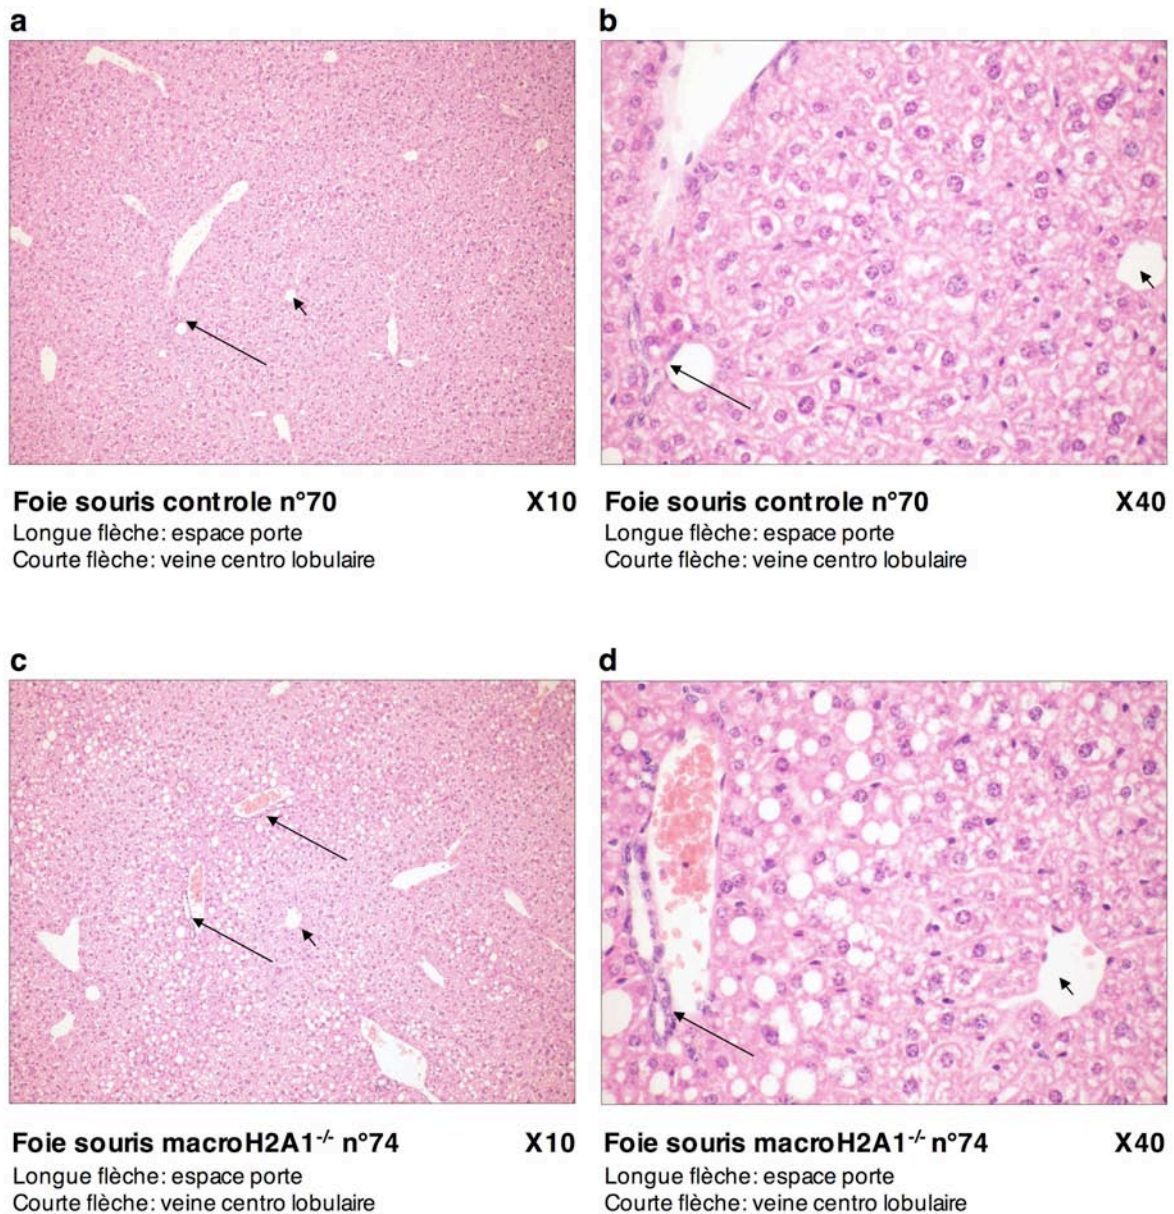 a
b
Foie souris controle n°70 X10
Longue flèche: espace porte
Courte flèche: veine centro lobulaire
Foie souris controle n°70 X40
Longue flèche: espace porte
Courte flèche: veine centro lobulaire
c
d
Foie souris macroH2A1-/- n°74 X10
Longue flèche: espace porte
Courte flèche: veine centro lobulaire
Foie souris macroH2A1-/- n°74 X40
Longue flèche: espace porte
Courte flèche: veine centro lobulaire